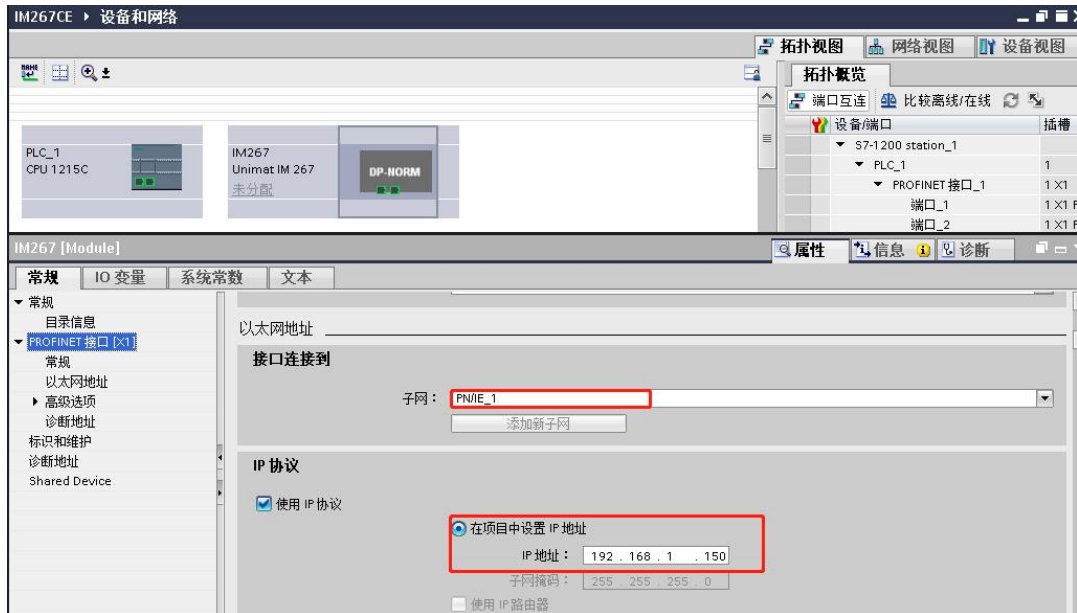 IM267CE ▸ 设备和网络
拓扑视图 网络视图 设备视图
拓扑概览
端口互连 比较离线/在线
设备/端口 插槽
S7-1200 station_1
PLC_1 1
PROFINET 接口_1 1 X1
端口_1 1 X1
端口_2 1 X1
PLC_1
CPU 1215C
IM267
Unimat IM 267
未分配
DP-NORM
IM267 [Module]
属性 信息 诊断
常规 IO 变量 系统常数 文本
常规
目录信息
PROFINET 接口 [X1]
常规
以太网地址
高级选项
诊断地址
标识和维护
诊断地址
Shared Device
以太网地址
接口连接到
子网： PN/IE_1
添加新子网
IP 协议
使用 IP 协议
在项目中设置 IP 地址
IP 地址： 192 . 168 . 1 . 150
子网掩码： 255 . 255 . 255 . 0
使用 IP 路由器